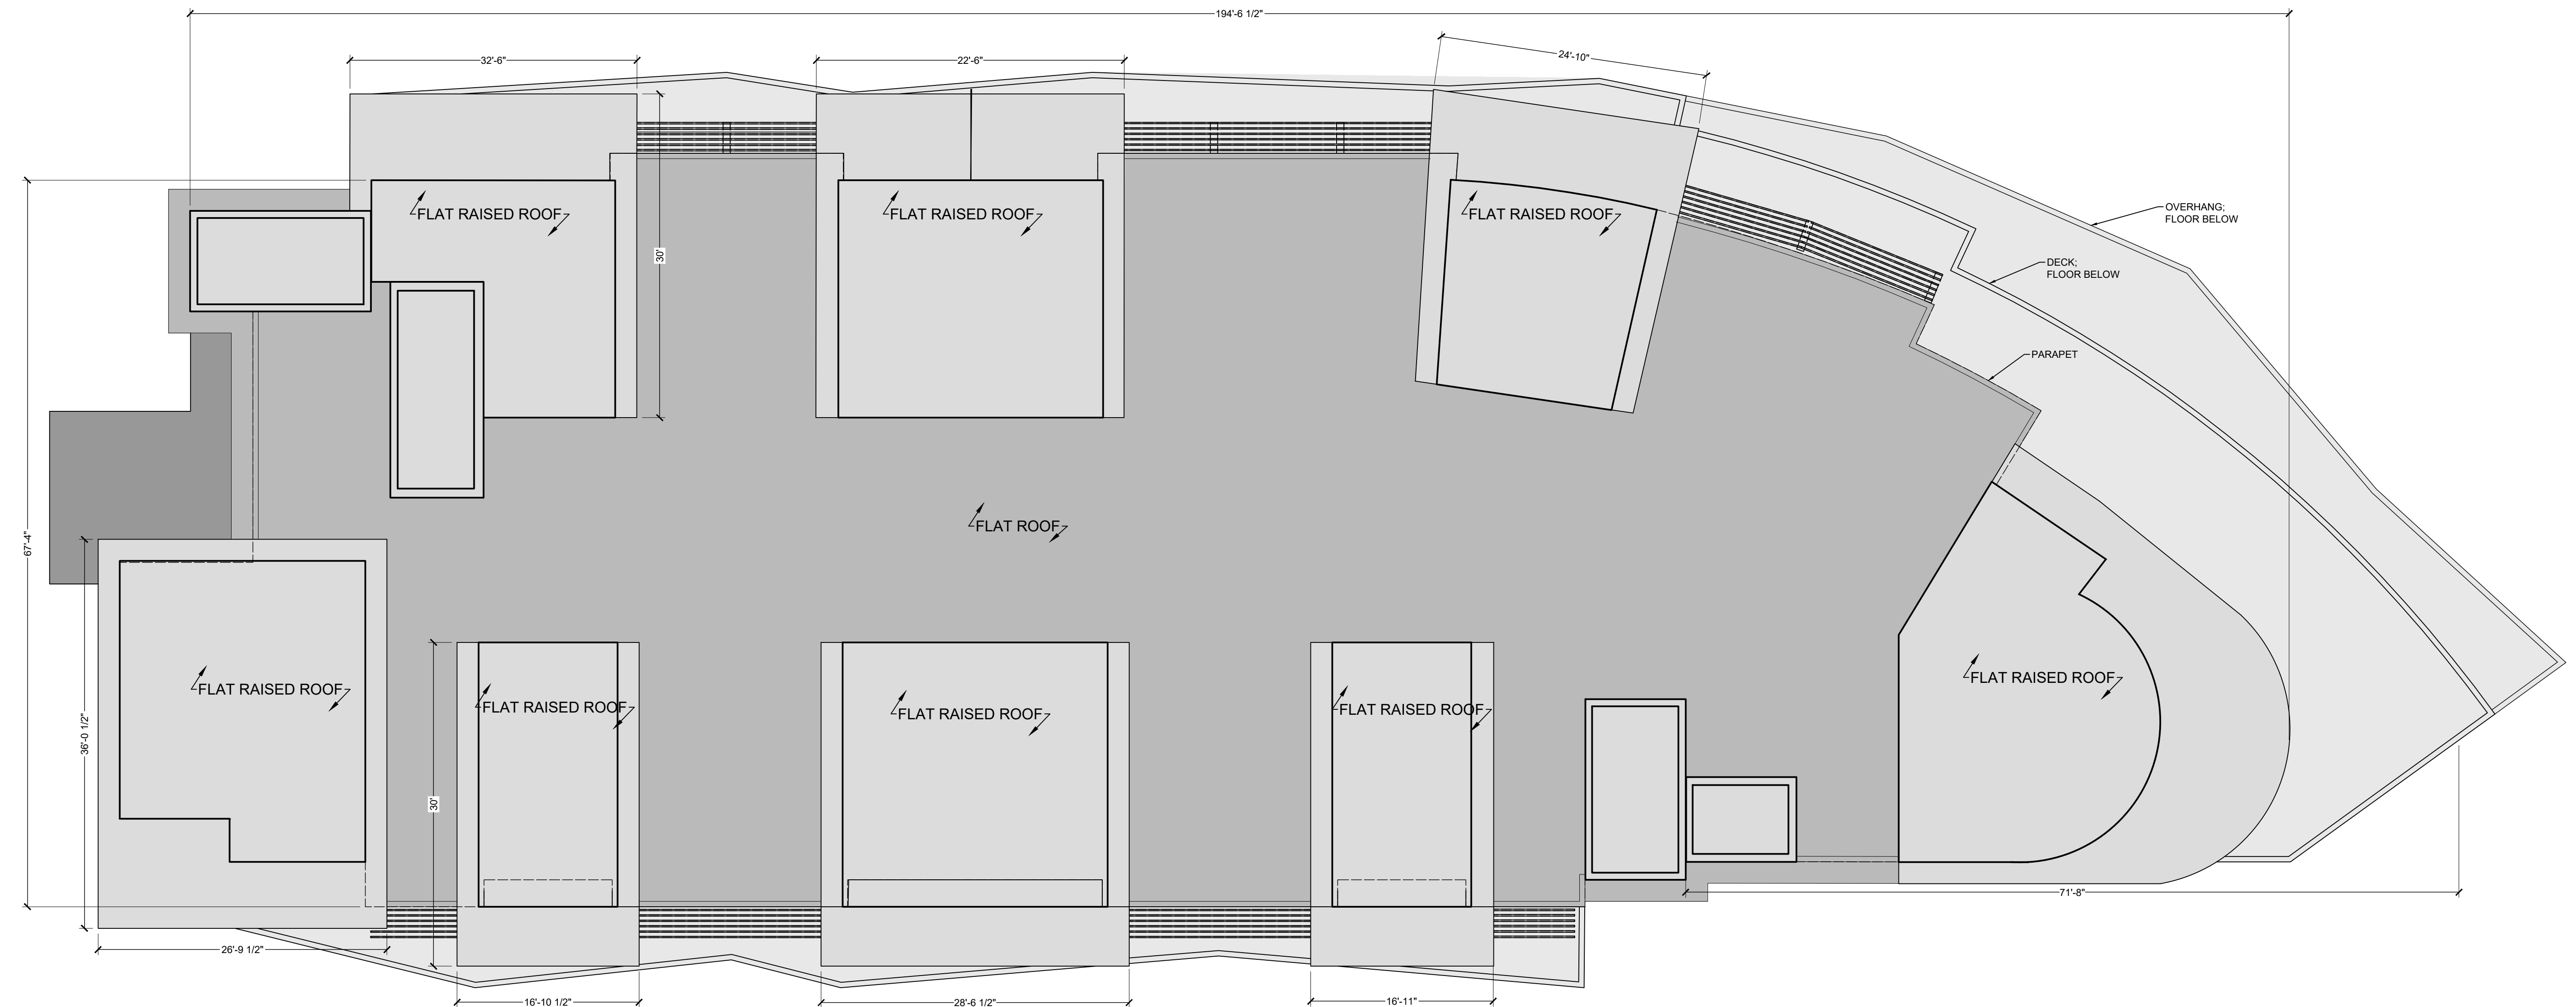 194'-6 1/2"
32'-6"
22'-6"
24'-10"
OVERHANG;
FLOOR BELOW
FLAT RAISED ROOF
FLAT RAISED ROOF
FLAT RAISED ROOF
30'
DECK;
FLOOR BELOW
PARAPET
FLAT ROOF
67'-4"
FLAT RAISED ROOF
FLAT RAISED ROOF
FLAT RAISED ROOF
FLAT RAISED ROOF
FLAT RAISED ROOF
36'-0 1/2"
30'
71'-8"
26'-9 1/2"
16'-10 1/2"
28'-6 1/2"
16'-11"